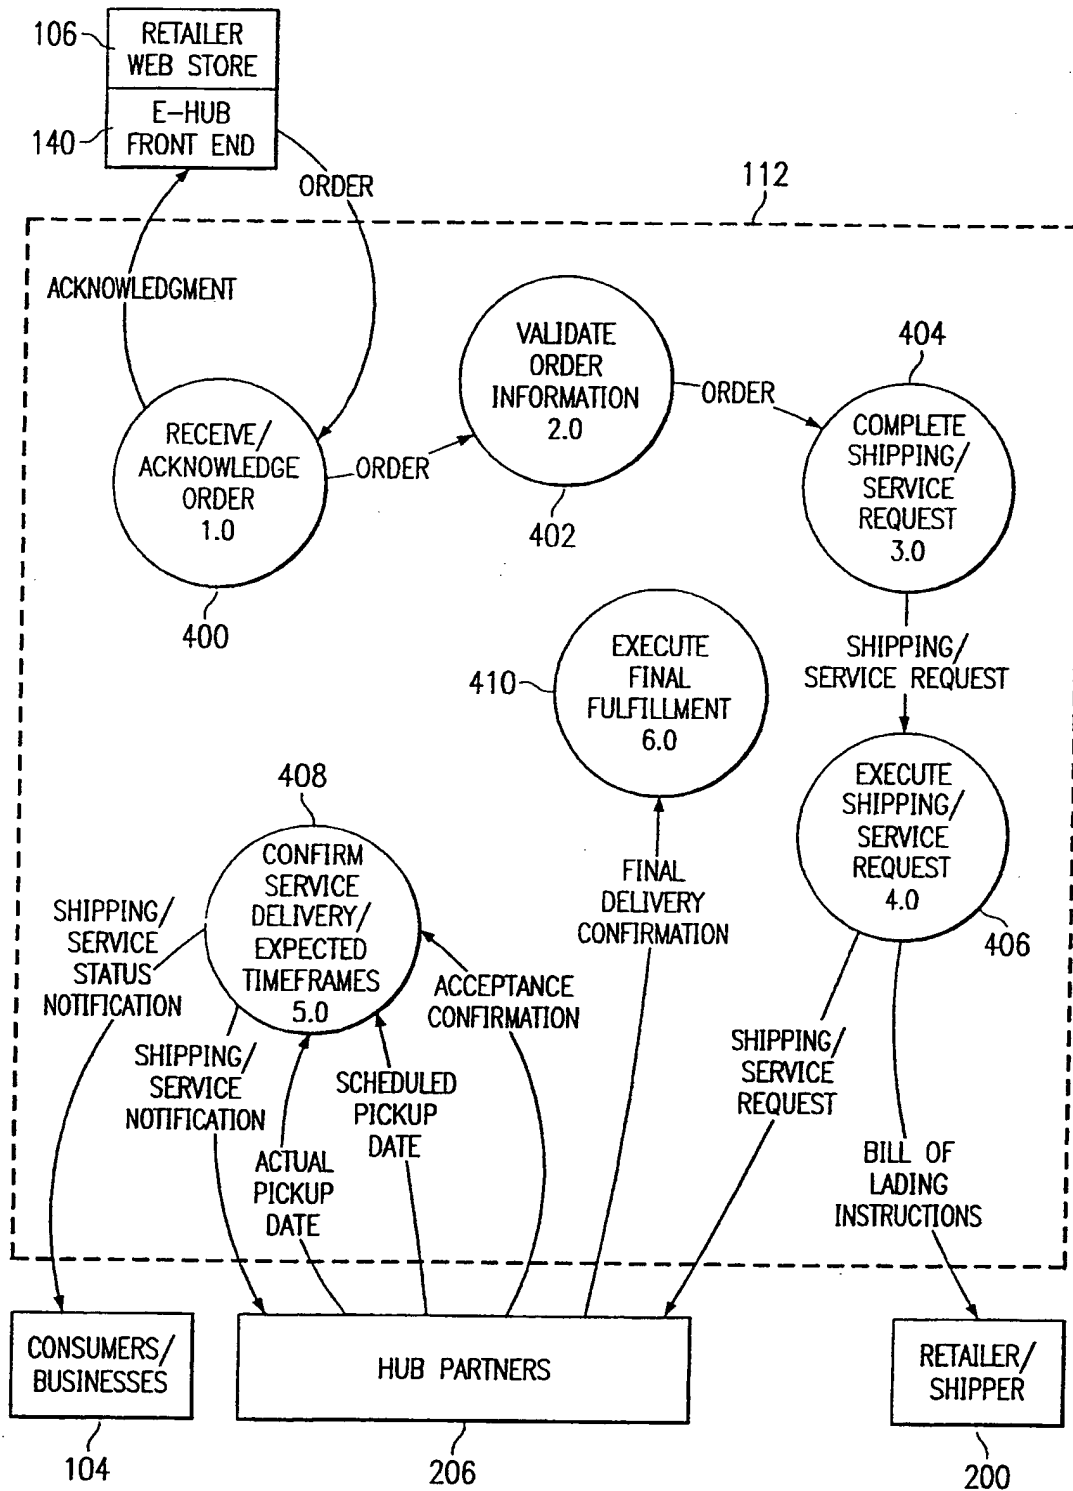 106
RETAILER
WEB STORE
140
E-HUB
FRONT END
ORDER
112
ACKNOWLEDGMENT
RECEIVE/
ACKNOWLEDGE
ORDER
1.0
400
ORDER
VALIDATE
ORDER
INFORMATION
2.0
402
ORDER
404
COMPLETE
SHIPPING/
SERVICE
REQUEST
3.0
SHIPPING/
SERVICE REQUEST
410
EXECUTE
FINAL
FULFILLMENT
6.0
EXECUTE
SHIPPING/
SERVICE
REQUEST
4.0
406
408
CONFIRM
SERVICE
DELIVERY/
EXPECTED
TIMEFRAMES
5.0
SHIPPING/
SERVICE
STATUS
NOTIFICATION
SHIPPING/
SERVICE
NOTIFICATION
ACTUAL
PICKUP
DATE
SCHEDULED
PICKUP
DATE
ACCEPTANCE
CONFIRMATION
FINAL
DELIVERY
CONFIRMATION
SHIPPING/
SERVICE
REQUEST
BILL OF
LADING
INSTRUCTIONS
CONSUMERS/
BUSINESSES
104
HUB PARTNERS
206
RETAILER/
SHIPPER
200